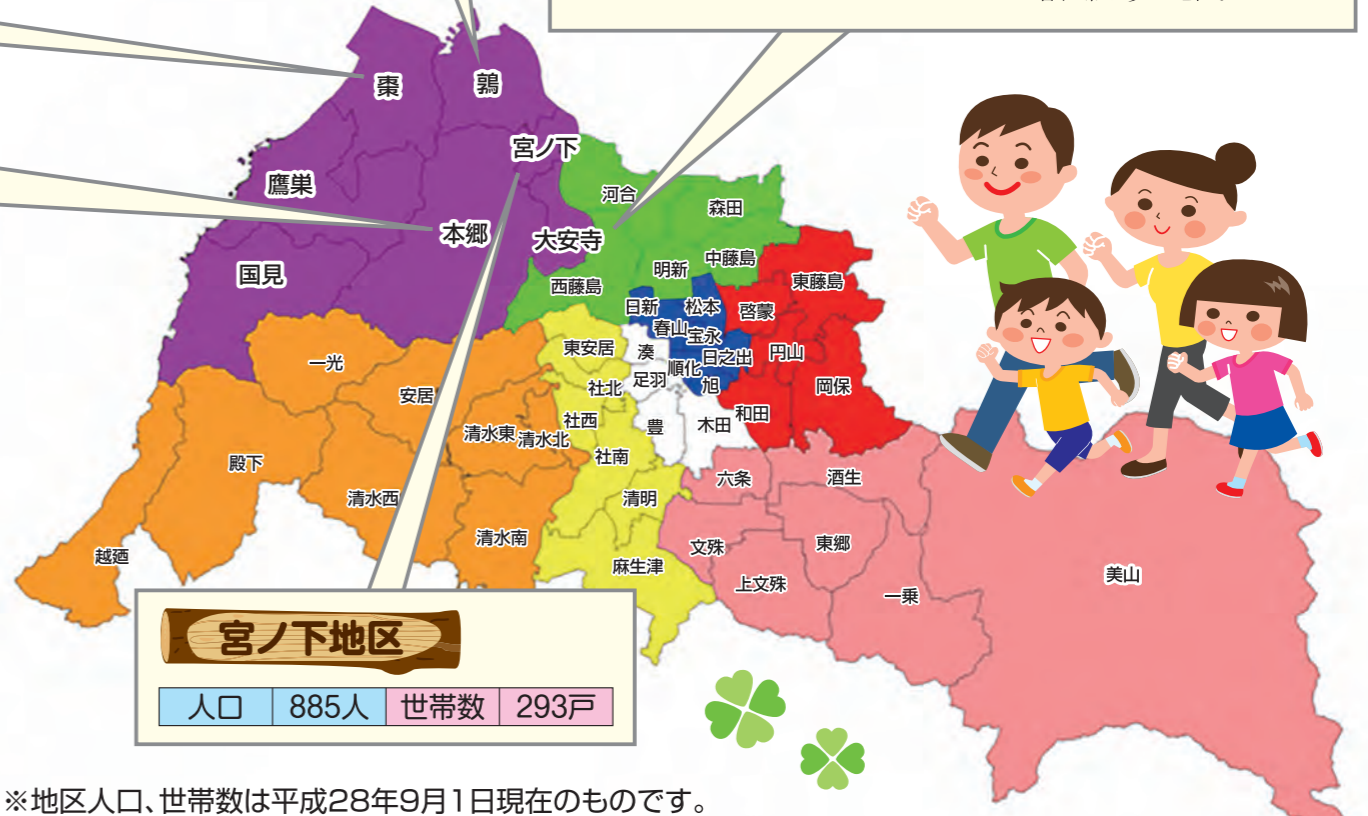 棗
鶉
宮ノ下
鷹巣
河合
森田
本郷
大安寺
中藤島
国見
明新
東藤島
西藤島
日新
松本
啓蒙
春山
宝永
東安居
湊
日之出
円山
一光
順化
足羽
旭
岡保
安居
社北
和田
社西
豊
木田
清水東
清水北
社南
殿下
六条
酒生
清水西
清明
清水南
文殊
東郷
越廼
麻生津
上文殊
一乗
美山
宮ノ下地区
人口 885人 世帯数 293戸
※地区人口、世帯数は平成28年9月1日現在のものです。